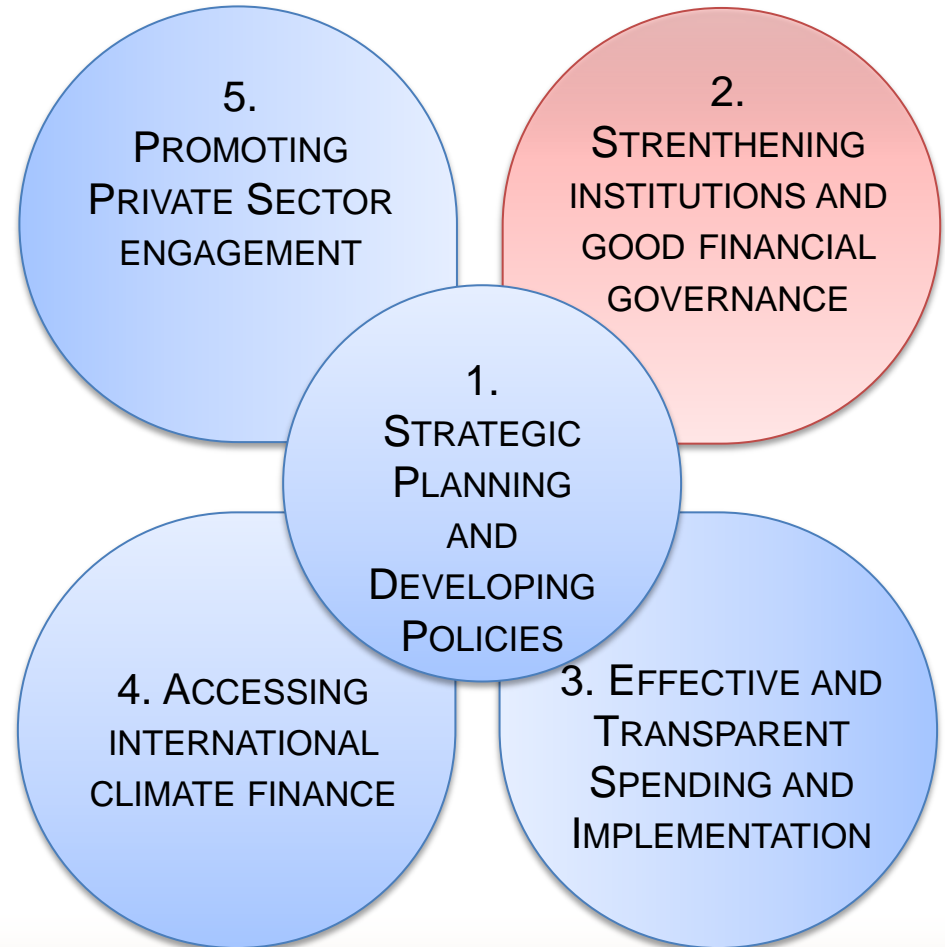 5.
PROMOTING
PRIVATE SECTOR
ENGAGEMENT
2.
STRENTHENING
INSTITUTIONS AND
GOOD FINANCIAL
GOVERNANCE
1.
STRATEGIC
PLANNING
AND
DEVELOPING
POLICIES
4. ACCESSING
INTERNATIONAL
CLIMATE FINANCE
3. EFFECTIVE AND
TRANSPARENT
SPENDING AND
IMPLEMENTATION